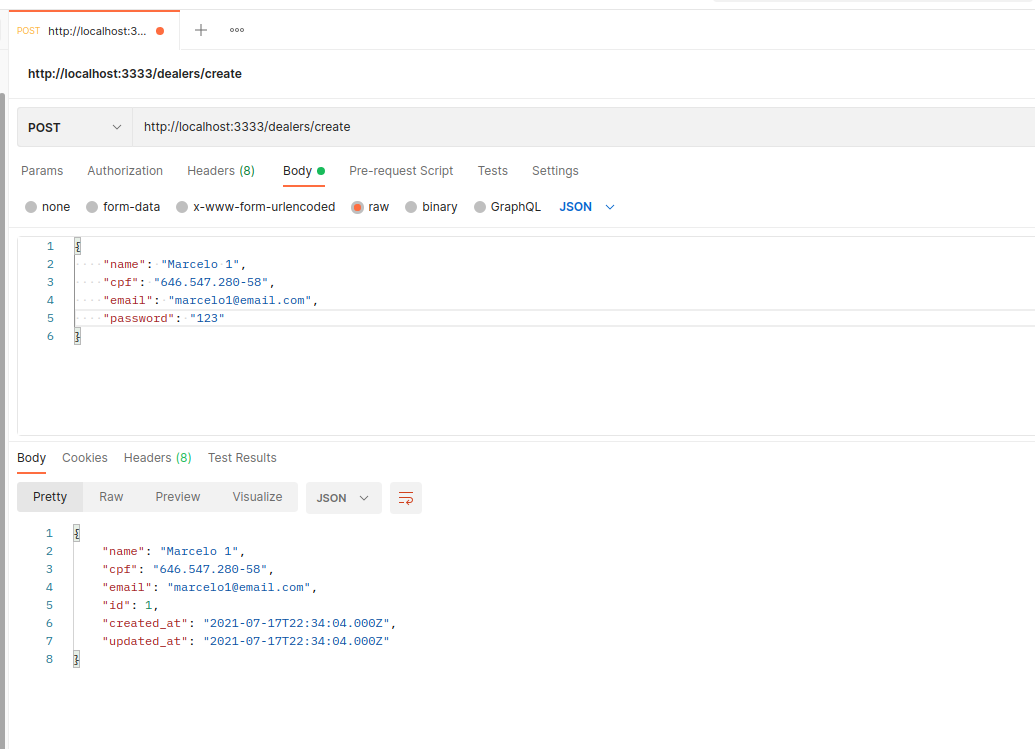 POST http://localhost:3...
http://localhost:3333/dealers/create
POST http://localhost:3333/dealers/create
Params Authorization Headers (8) Body Pre-request Script Tests Settings
none form-data x-www-form-urlencoded raw binary GraphQL JSON
1 {
2 "name": "Marcelo 1",
3 "cpf": "646.547.280-58",
4 "email": "marcelo1@email.com",
5 "password": "123"
6 }
Body Cookies Headers (8) Test Results
Pretty Raw Preview Visualize JSON
1 {
2 "name": "Marcelo 1",
3 "cpf": "646.547.280-58",
4 "email": "marcelo1@email.com",
5 "id": 1,
6 "created_at": "2021-07-17T22:34:04.000Z",
7 "updated_at": "2021-07-17T22:34:04.000Z"
8 }